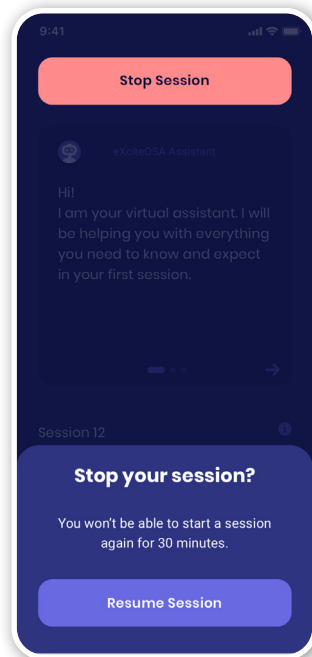 9:41
Stop Session
eXciteOSA Assistant
Hi!
I am your virtual assistant. I will
be helping you with everything
you need to know and expect
in your first session.
Session 12
Stop your session?
You won't be able to start a session
again for 30 minutes.
Resume Session